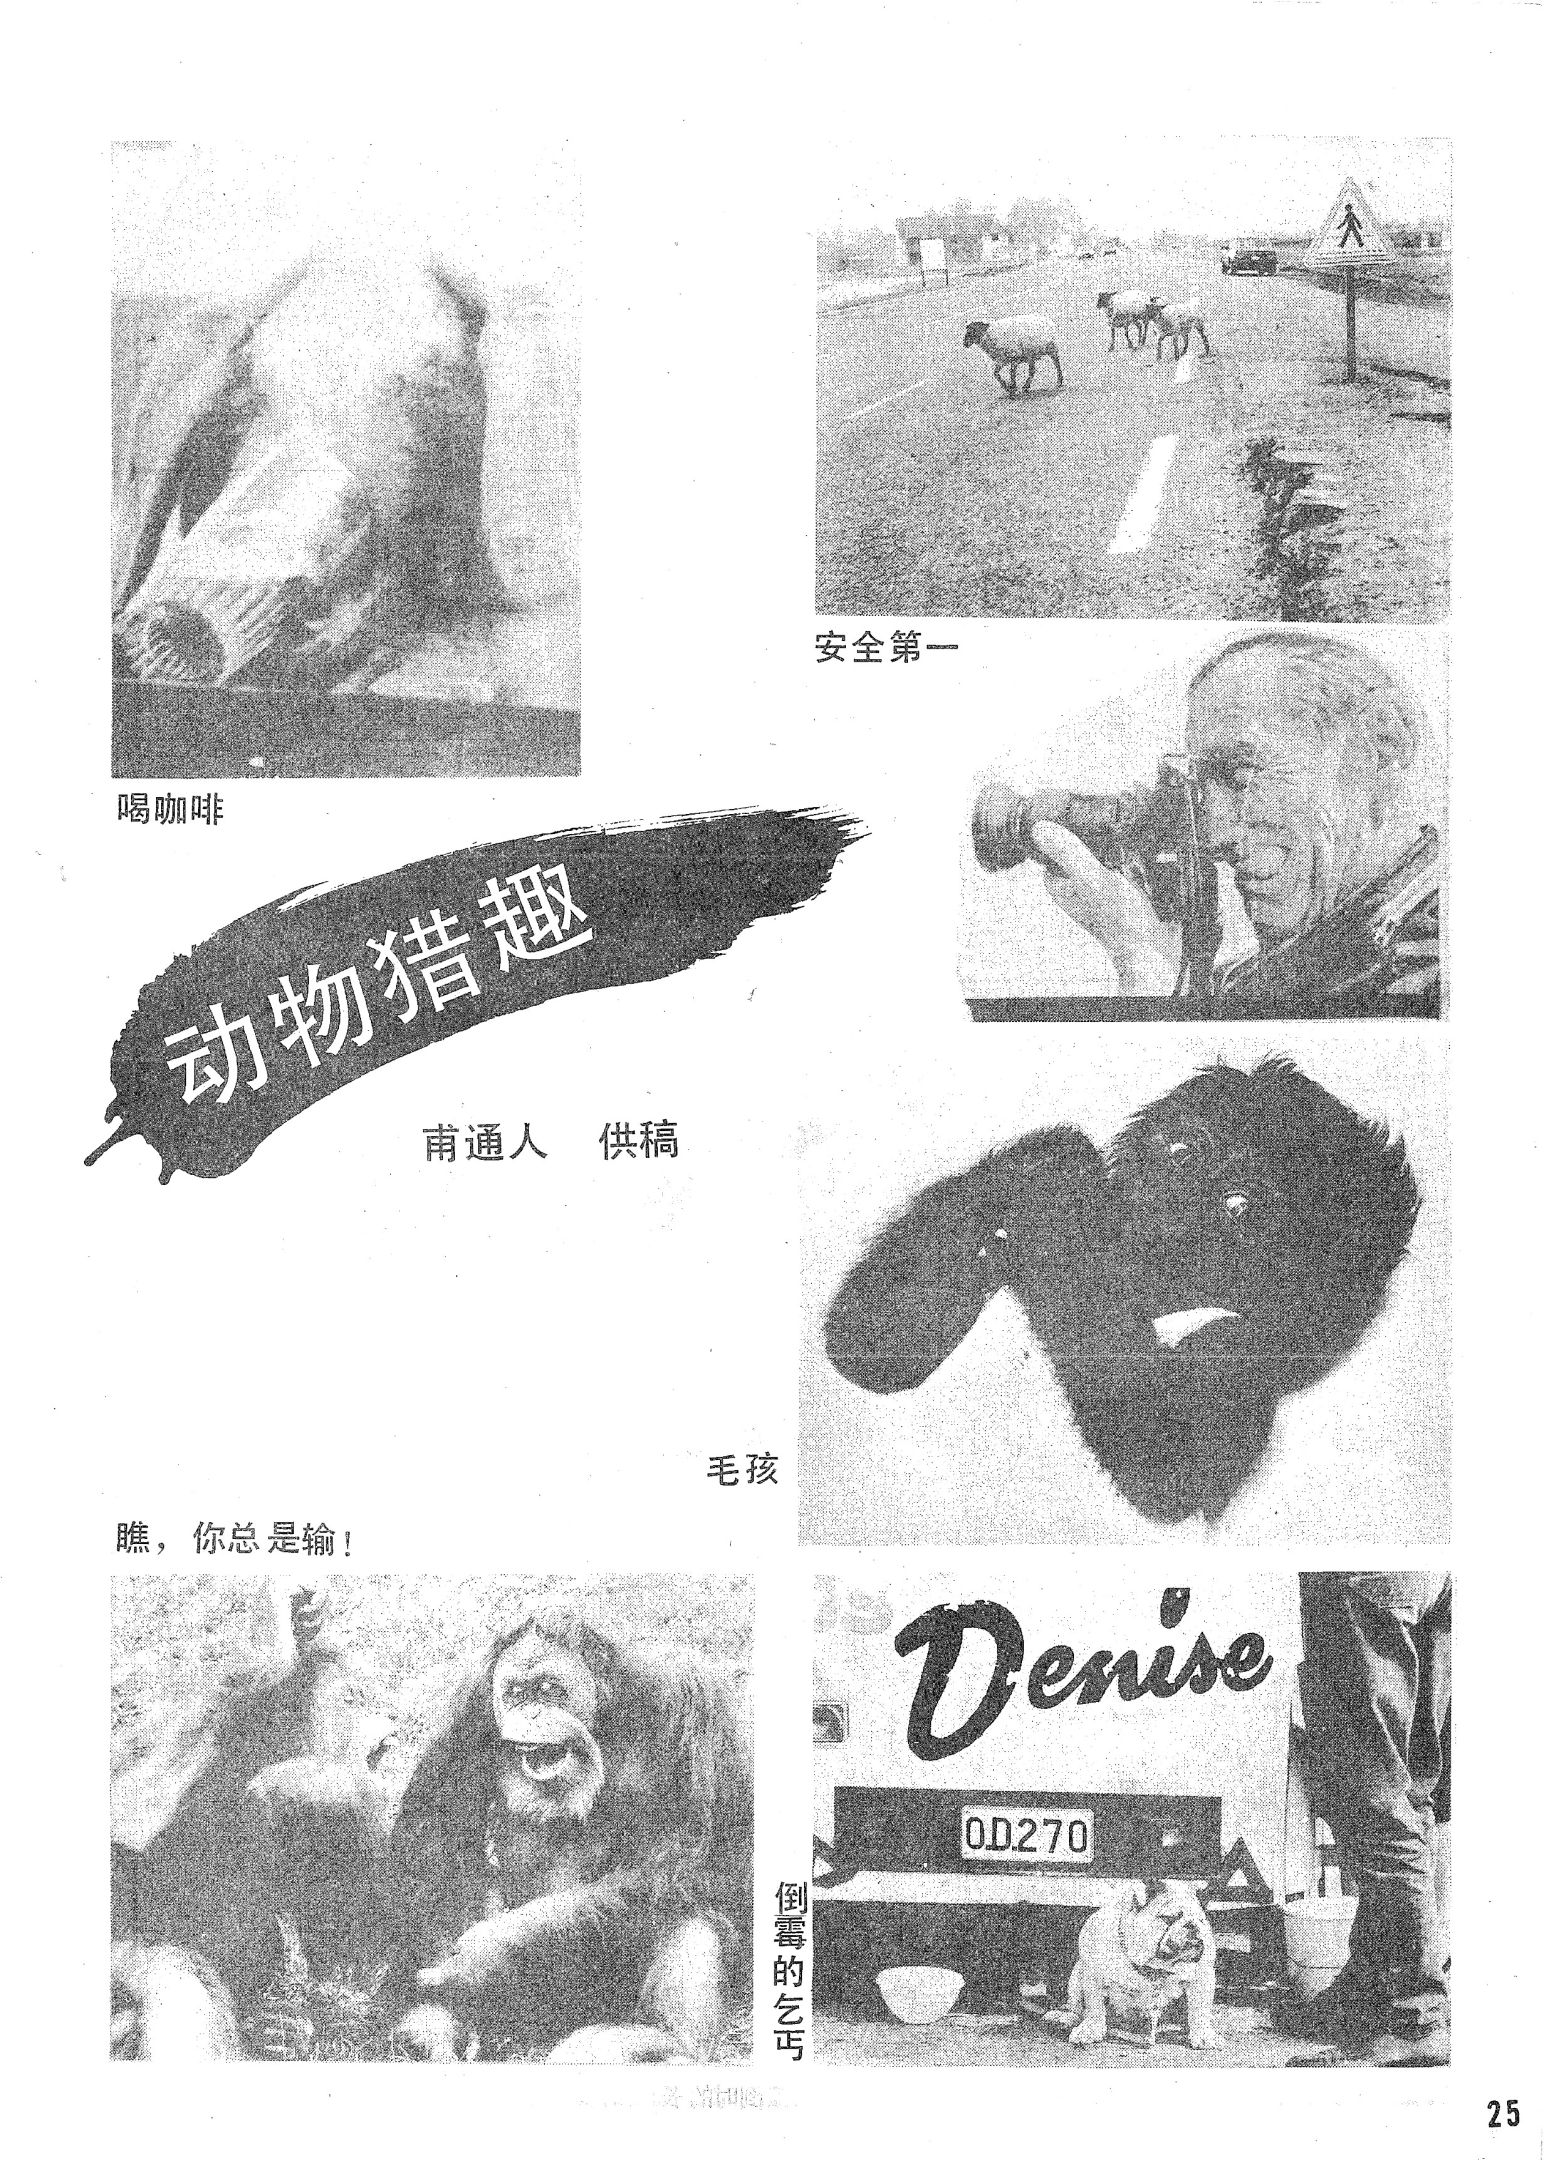 安全第一
喝咖啡
动物猎趣
甫通人 供稿
毛孩
瞧，你总是输！
Denise
O.D.270
倒霉的乞丐
25